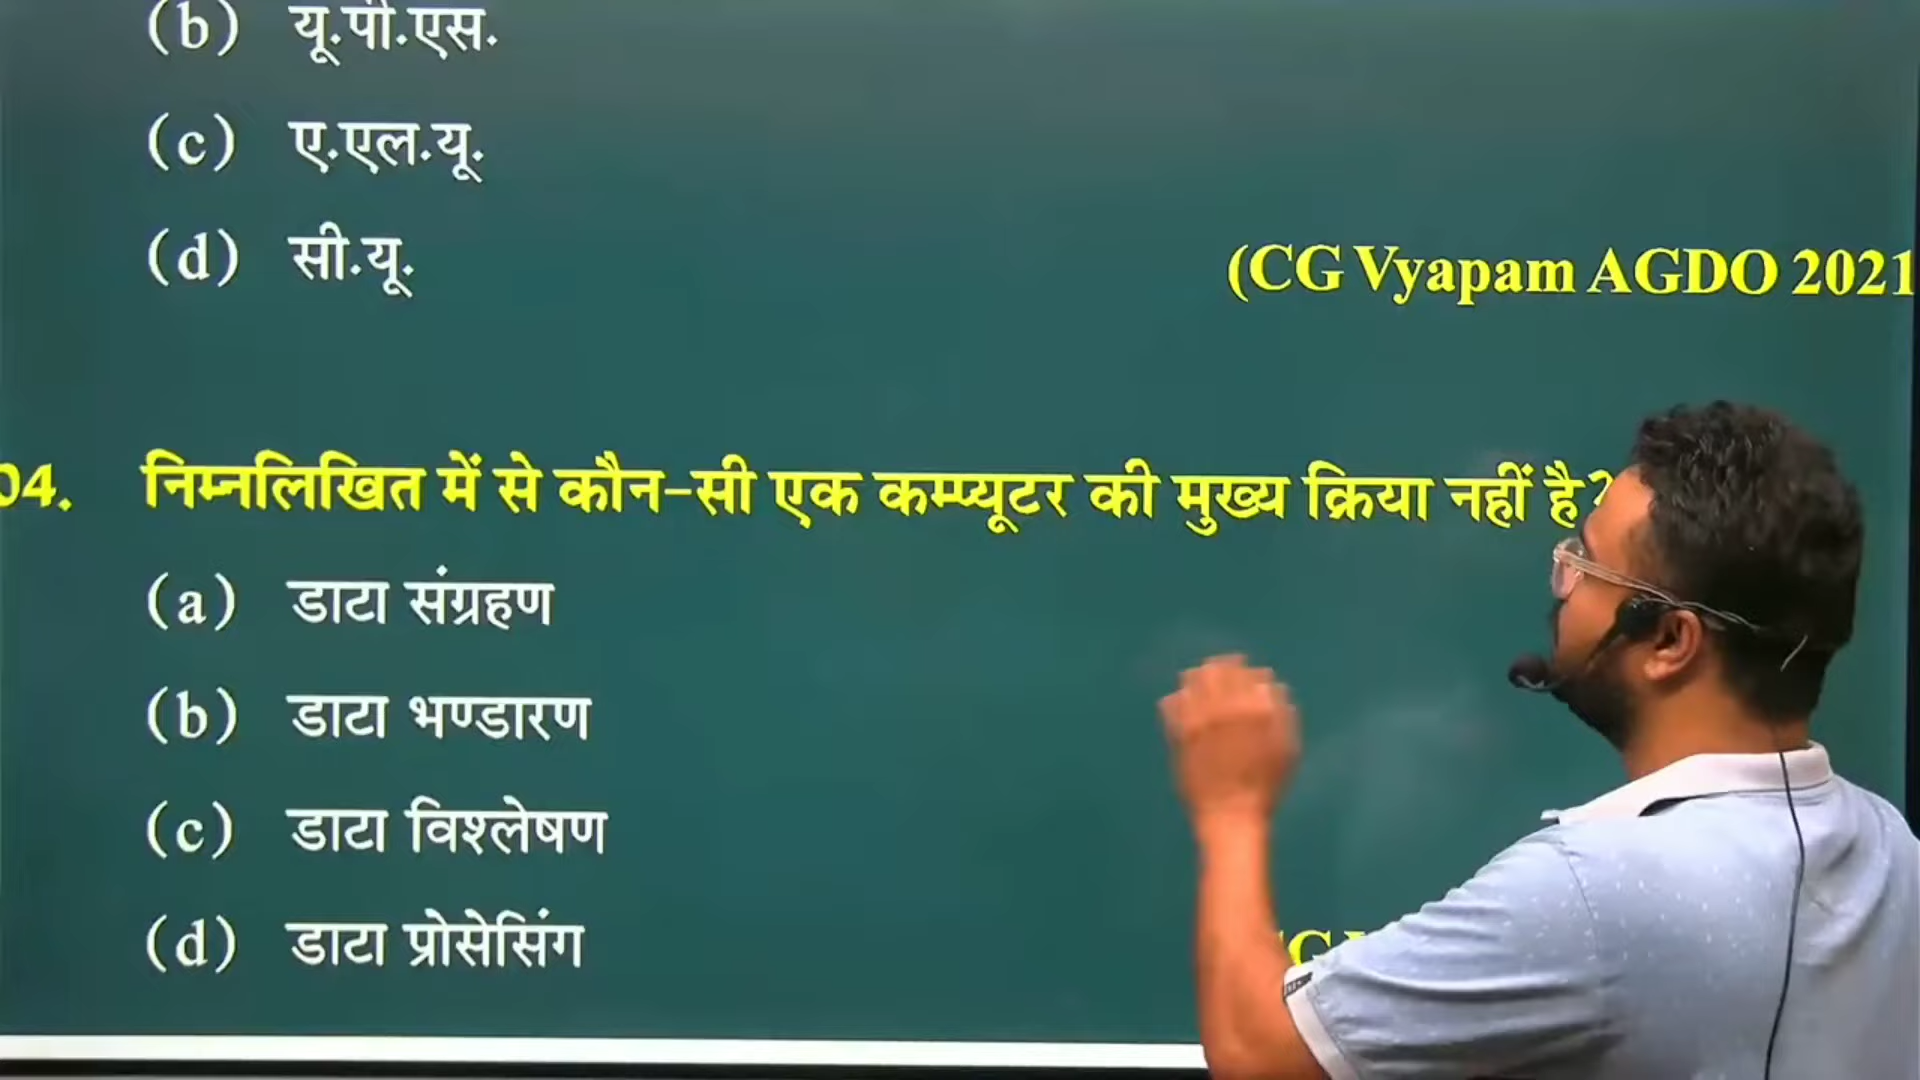 (b) यू.पी.एस.
(c) ए.एल.यू.
(d) सी.यू.
(CG Vyapam AGDO 2021
04. निम्नलिखित में से कौन-सी एक कम्प्यूटर की मुख्य क्रिया नहीं है?
(a) डाटा संग्रहण
(b) डाटा भण्डारण
(c) डाटा विश्लेषण
(d) डाटा प्रोसेसिंग